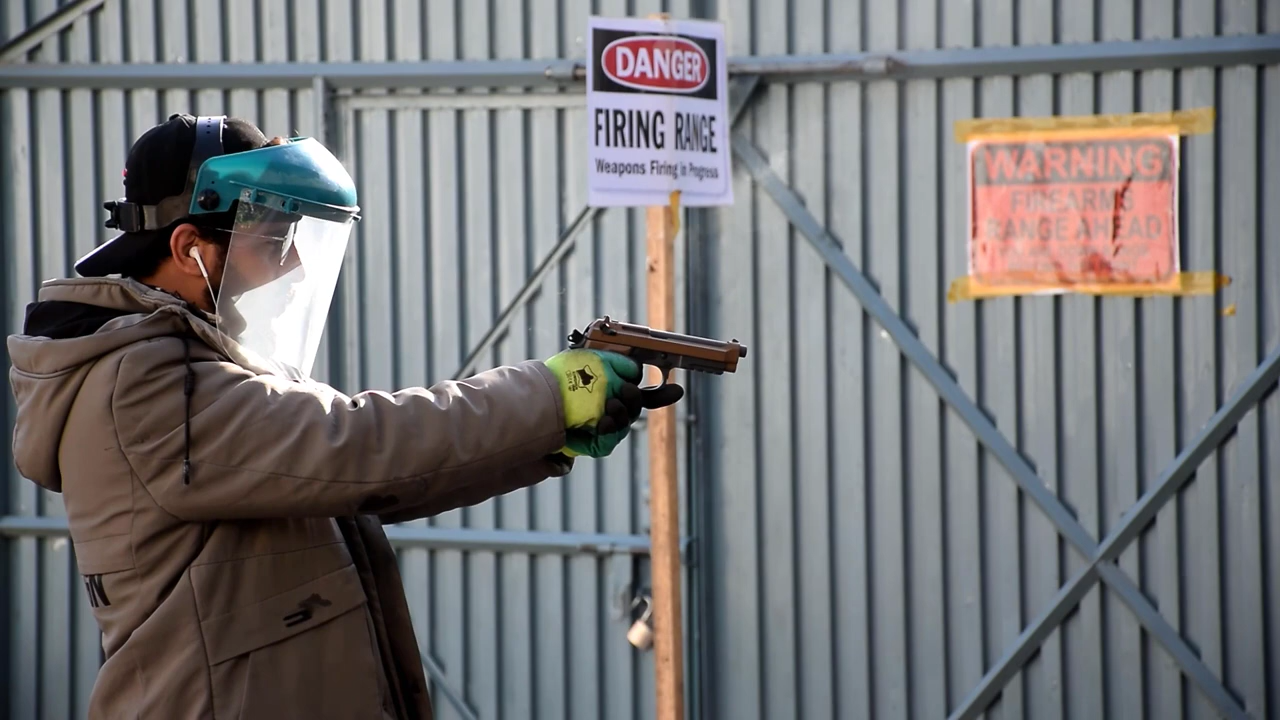 DANGER
FIRING RANGE
Weapons Firing in Progress
WARNING
FIREARMS
RANGE AHEAD